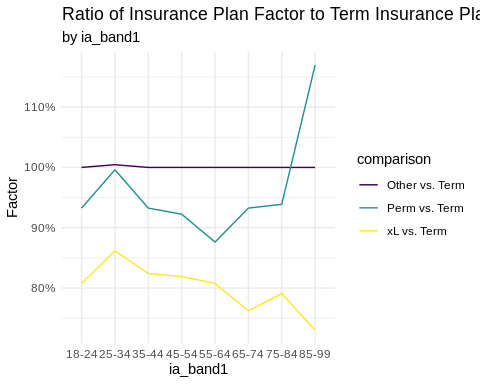 Ratio of Insurance Plan Factor to Term Insurance Pla
by ia_band1
Factor
110%
100%
90%
80%
18-24 25-34 35-44 45-54 55-64 65-74 75-84 85-99
ia_band1
comparison
Other vs. Term
Perm vs. Term
xL vs. Term